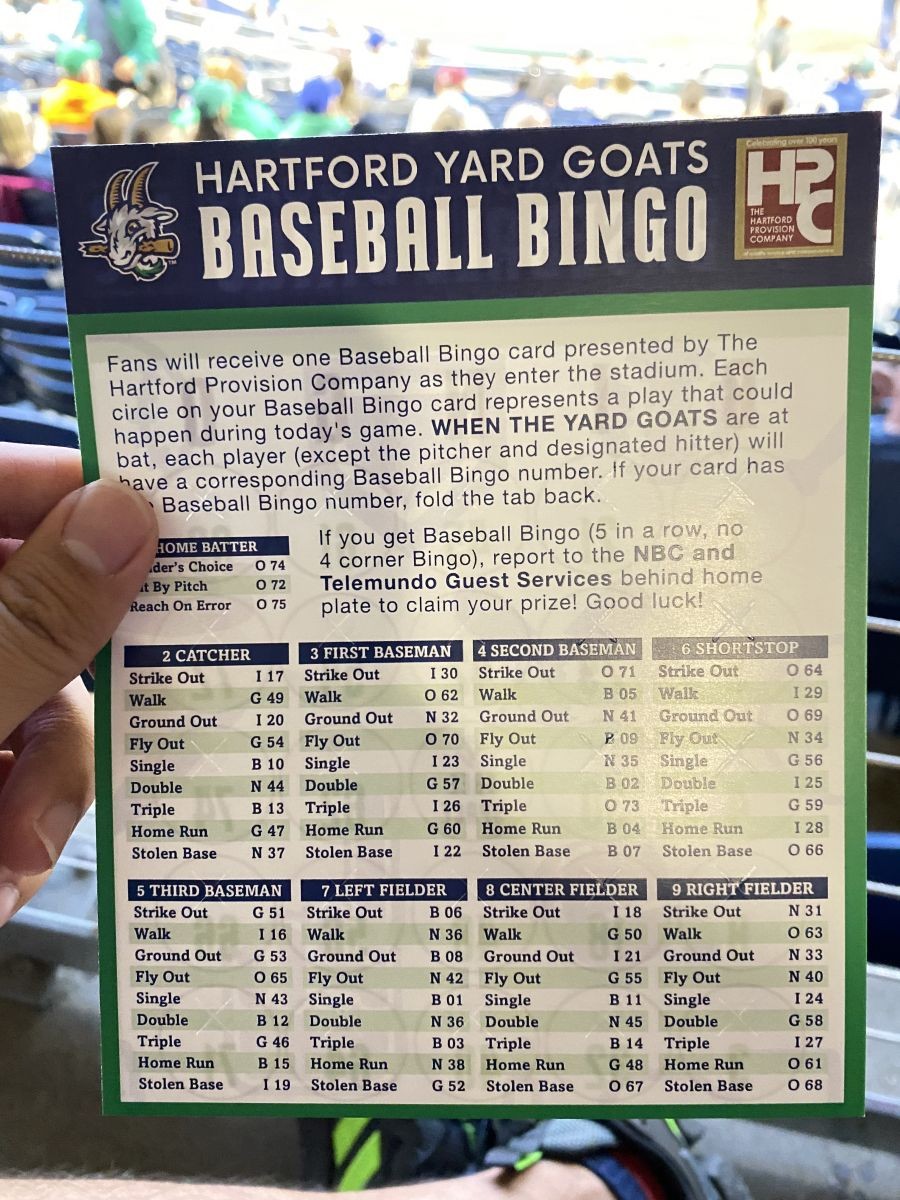 HARTFORD YARD GOATS
BASEBALL BINGO
TM
Celebrating over 100 years
HPC
THE
HARTFORD
PROVISION
COMPANY
Fans will receive one Baseball Bingo card presented by The
Hartford Provision Company as they enter the stadium. Each
circle on your Baseball Bingo card represents a play that could
happen during today's game. WHEN THE YARD GOATS are at
bat, each player (except the pitcher and designated hitter) will
have a corresponding Baseball Bingo number. If your card has
Baseball Bingo number, fold the tab back.
If you get Baseball Bingo (5 in a row, no
4 corner Bingo), report to the NBC and
Telemundo Guest Services behind home
plate to claim your prize! Good luck!
HOME BATTER
der's Choice O 74
it By Pitch O 72
Reach On Error O 75
2 CATCHER
Strike Out I 17
Walk G 49
Ground Out I 20
Fly Out G 54
Single B 10
Double N 44
Triple B 13
Home Run G 47
Stolen Base N 37
3 FIRST BASEMAN
Strike Out I 30
Walk O 62
Ground Out N 32
Fly Out O 70
Single I 23
Double G 57
Triple I 26
Home Run G 60
Stolen Base I 22
4 SECOND BASEMAN
Strike Out O 71
Walk B 05
Ground Out N 41
Fly Out B 09
Single N 35
Double B 02
Triple O 73
Home Run B 04
Stolen Base B 07
6 SHORTSTOP
Strike Out O 64
Walk I 29
Ground Out O 69
Fly Out N 34
Single G 56
Double I 25
Triple G 59
Home Run I 28
Stolen Base O 66
5 THIRD BASEMAN
Strike Out G 51
Walk I 16
Ground Out G 53
Fly Out O 65
Single N 43
Double B 12
Triple G 46
Home Run B 15
Stolen Base I 19
7 LEFT FIELDER
Strike Out B 06
Walk N 36
Ground Out B 08
Fly Out N 42
Single B 01
Double N 36
Triple B 03
Home Run N 38
Stolen Base G 52
8 CENTER FIELDER
Strike Out I 18
Walk G 50
Ground Out I 21
Fly Out G 55
Single B 11
Double N 45
Triple B 14
Home Run G 48
Stolen Base O 67
9 RIGHT FIELDER
Strike Out N 31
Walk O 63
Ground Out N 33
Fly Out N 40
Single I 24
Double G 58
Triple I 27
Home Run O 61
Stolen Base O 68